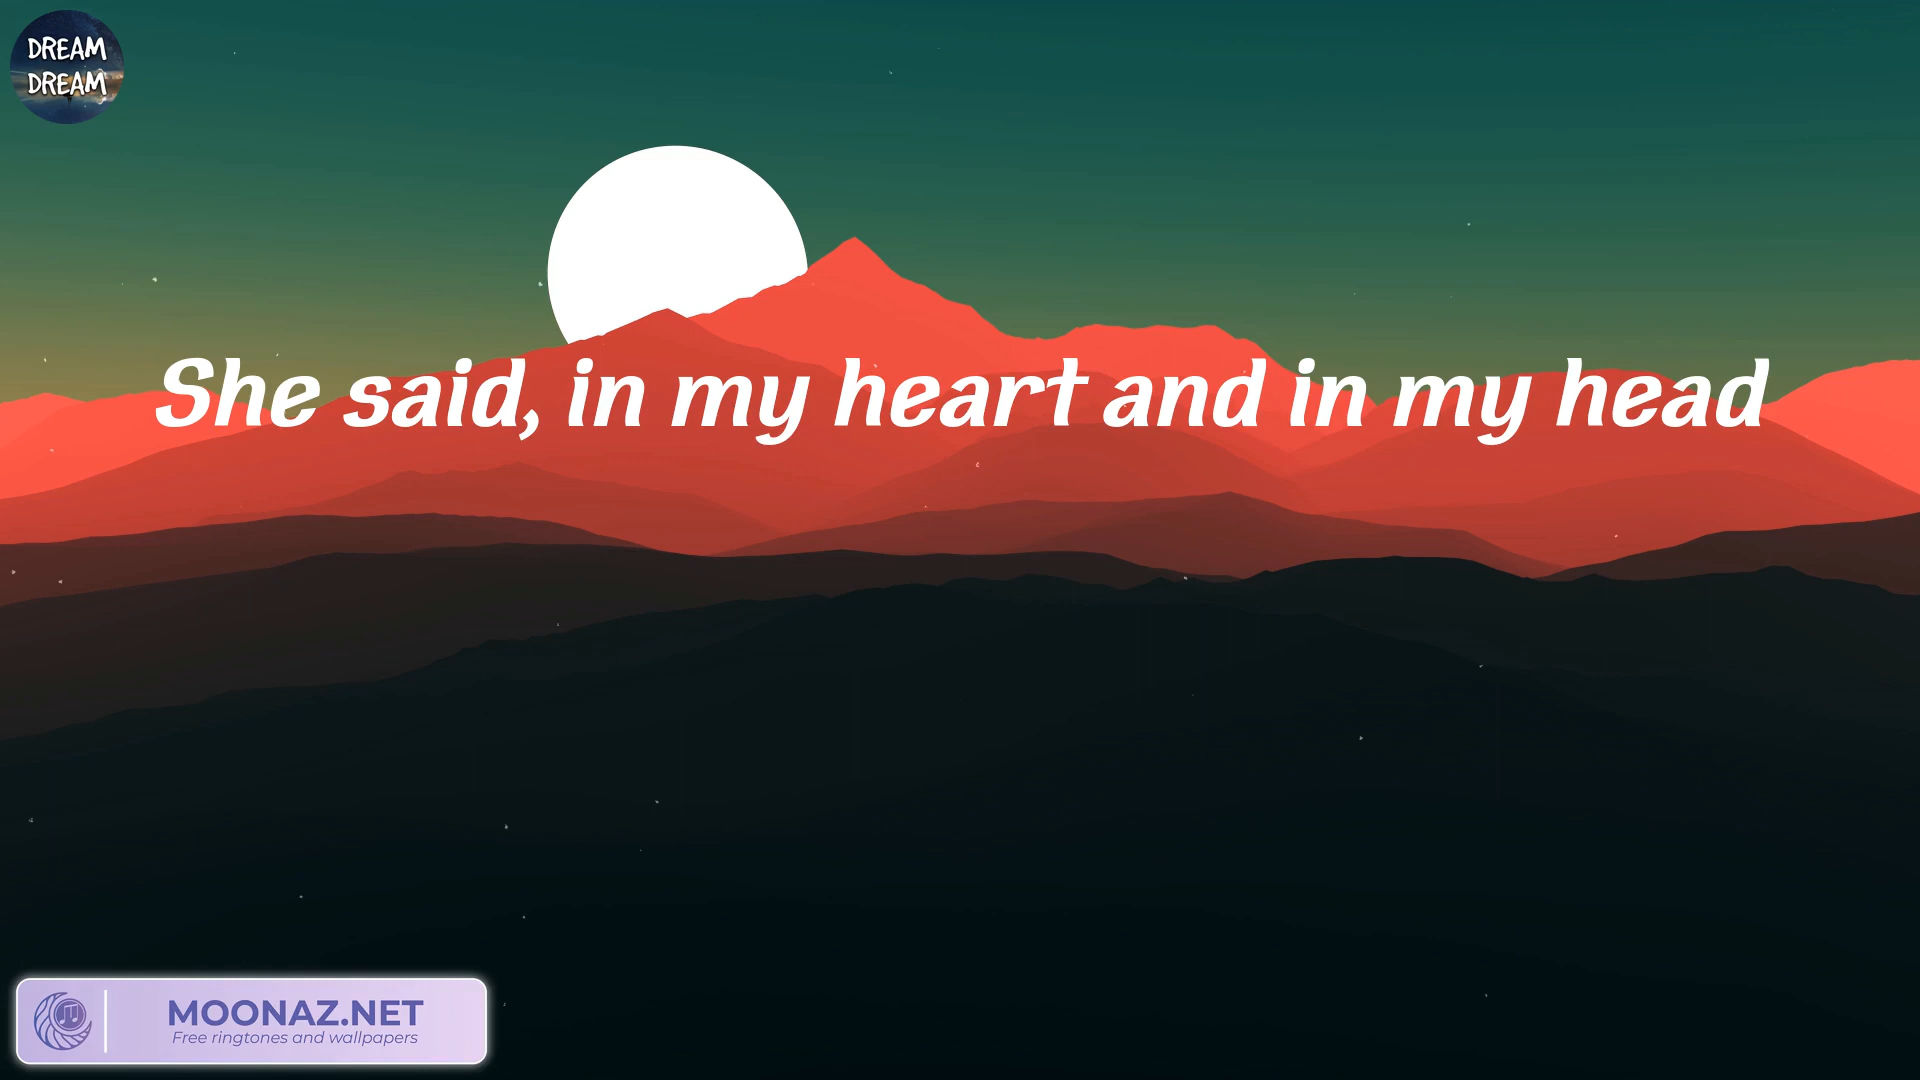 DREAM
DREAM
She said, in my heart and in my head
MOONAZ.NET
Free ringtones and wallpapers